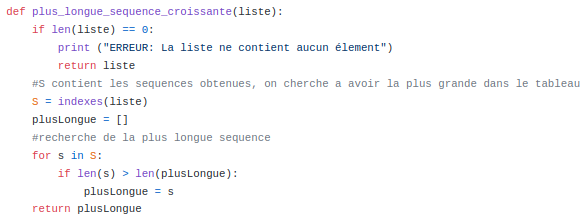 def plus_longue_sequence_croissante(liste):
    if len(liste) == 0:
        print ("ERREUR: La liste ne contient aucun élement")
        return liste
    #S contient les sequences obtenues, on cherche a avoir la plus grande dans le tableau
    S = indexes(liste)
    plusLongue = []
    #recherche de la plus longue sequence
    for s in S:
        if len(s) > len(plusLongue):
            plusLongue = s
    return plusLongue